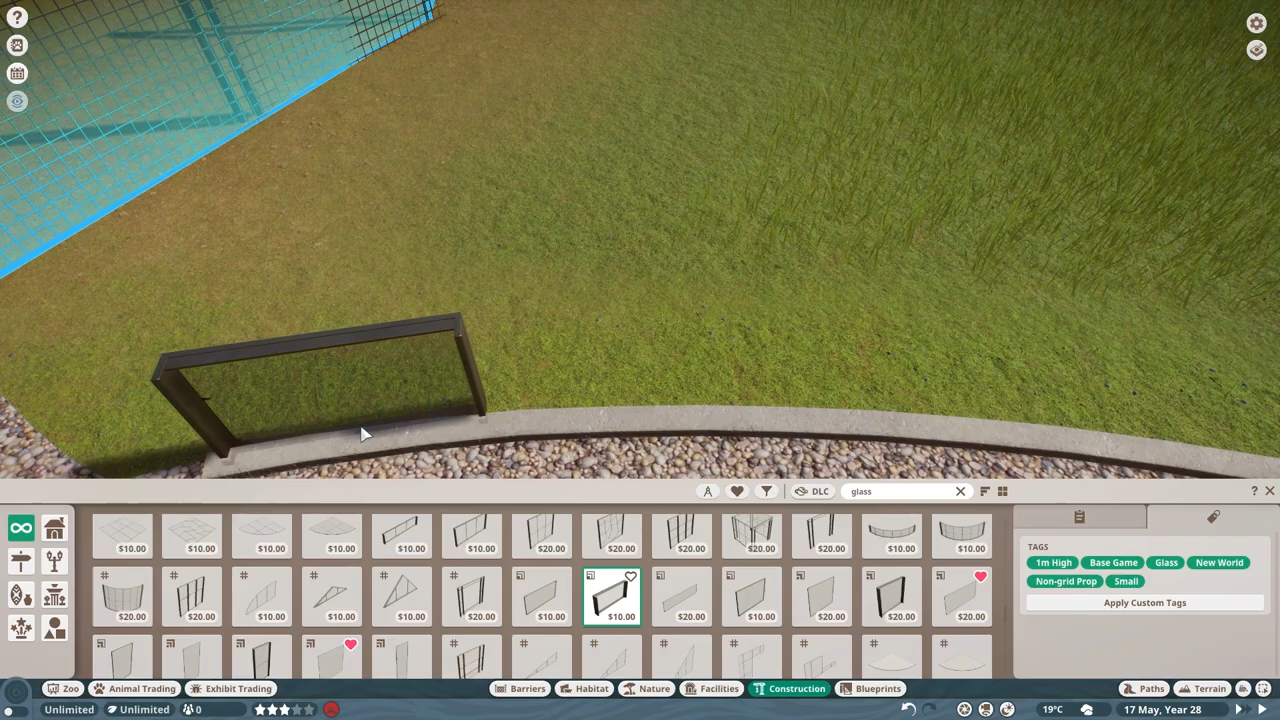 DLC
glass
?
$10.00 $10.00 $10.00 $10.00 $10.00 $10.00 $20.00 $20.00 $20.00 $20.00 $20.00 $10.00 $10.00
$20.00 $20.00 $10.00 $10.00 $10.00 $20.00 $20.00 $10.00 $20.00 $10.00 $20.00 $20.00 $20.00
TAGS
1m High Base Game Glass New World
Non-grid Prop Small
Apply Custom Tags
Zoo Animal Trading Exhibit Trading Barriers Habitat Nature Facilities Construction Blueprints Paths Terrain
Unlimited Unlimited 0 19°C 17 May, Year 28